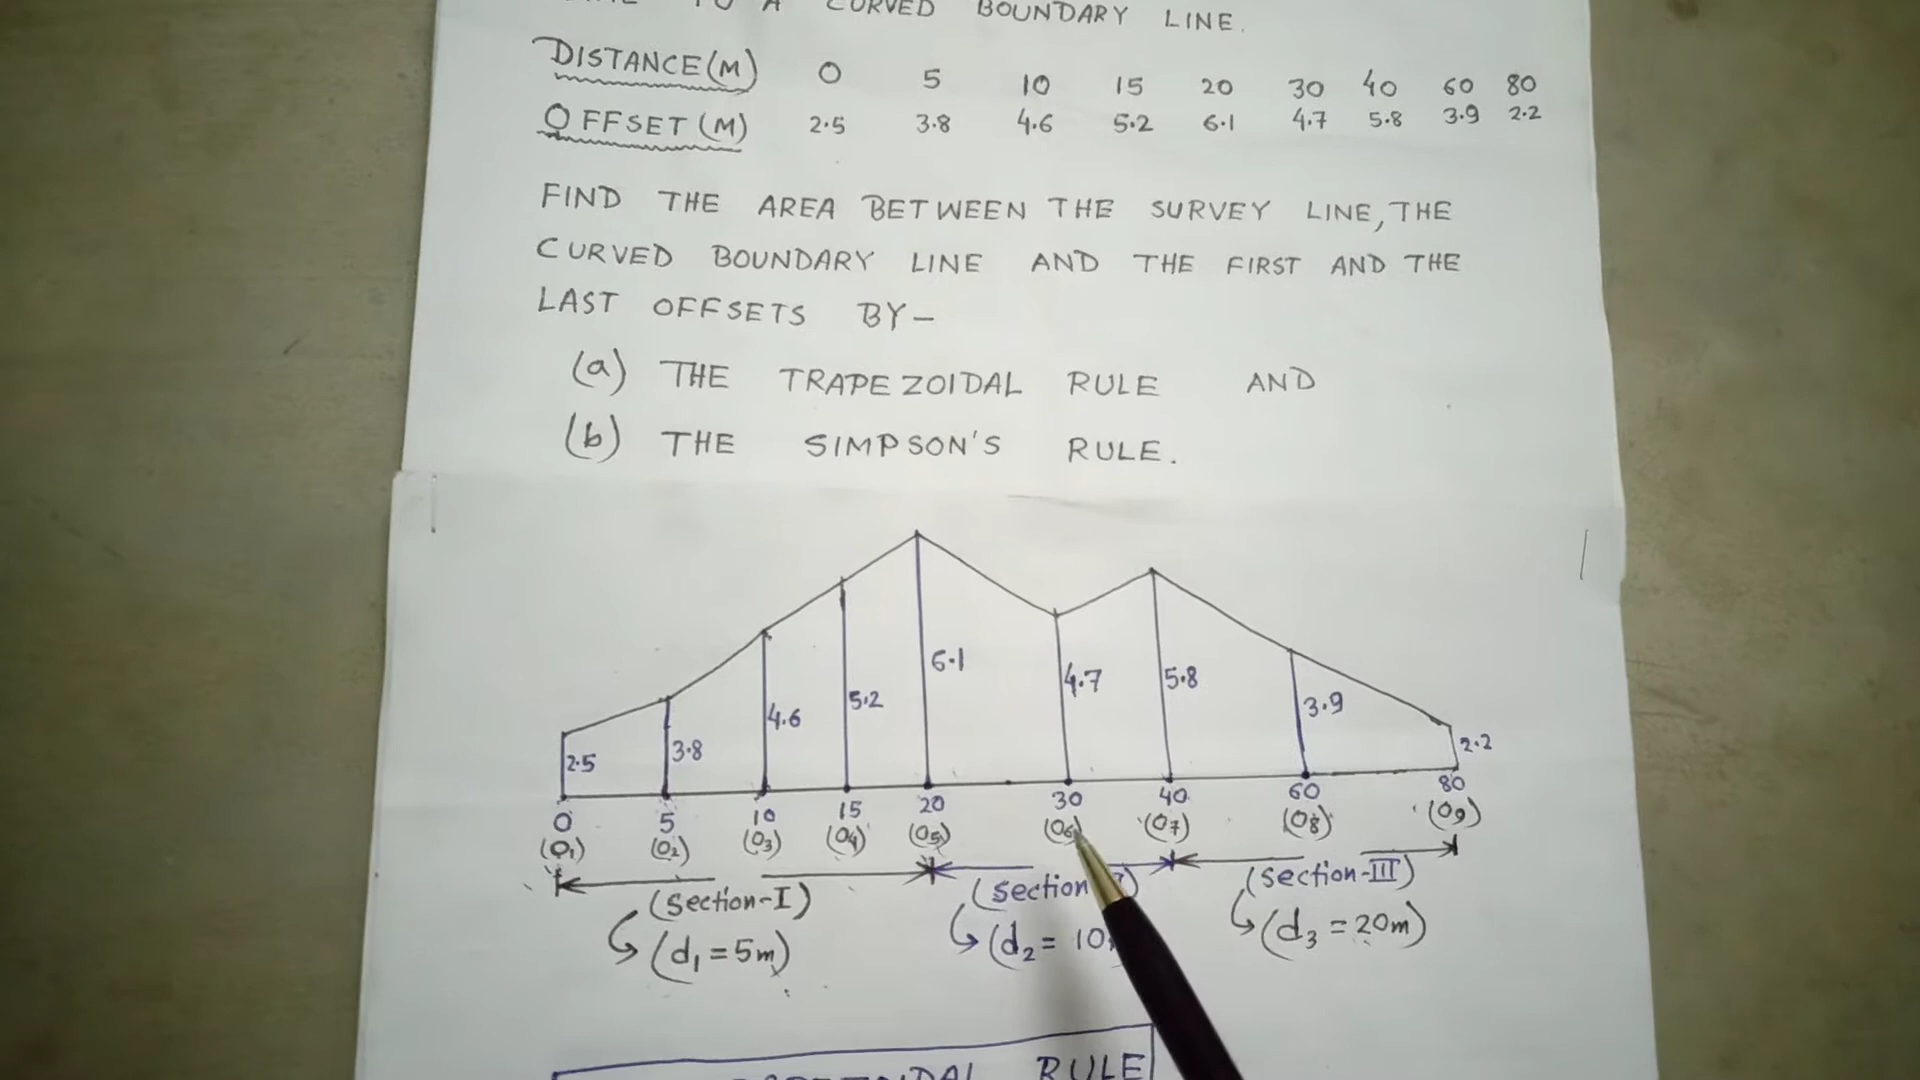 TO A CURVED BOUNDARY LINE.
DISTANCE(M) 0 5 10 15 20 30 40 60 80
OFFSET(M) 2.5 3.8 4.6 5.2 6.1 4.7 5.8 3.9 2.2
FIND THE AREA BETWEEN THE SURVEY LINE, THE
CURVED BOUNDARY LINE AND THE FIRST AND THE
LAST OFFSETS BY-
(a) THE TRAPEZOIDAL RULE AND
(b) THE SIMPSON'S RULE.
2.5 3.8 4.6 5.2 6.1 4.7 5.8 3.9 2.2
0 5 10 15 20 30 40 60 80
(O1) (O2) (O3) (O4) (O5) (O6) (O7) (O8) (O9)
(Section-I) (Section (Section-III)
(d1 = 5m) (d2 = 10 (d3 = 20m)
RULE